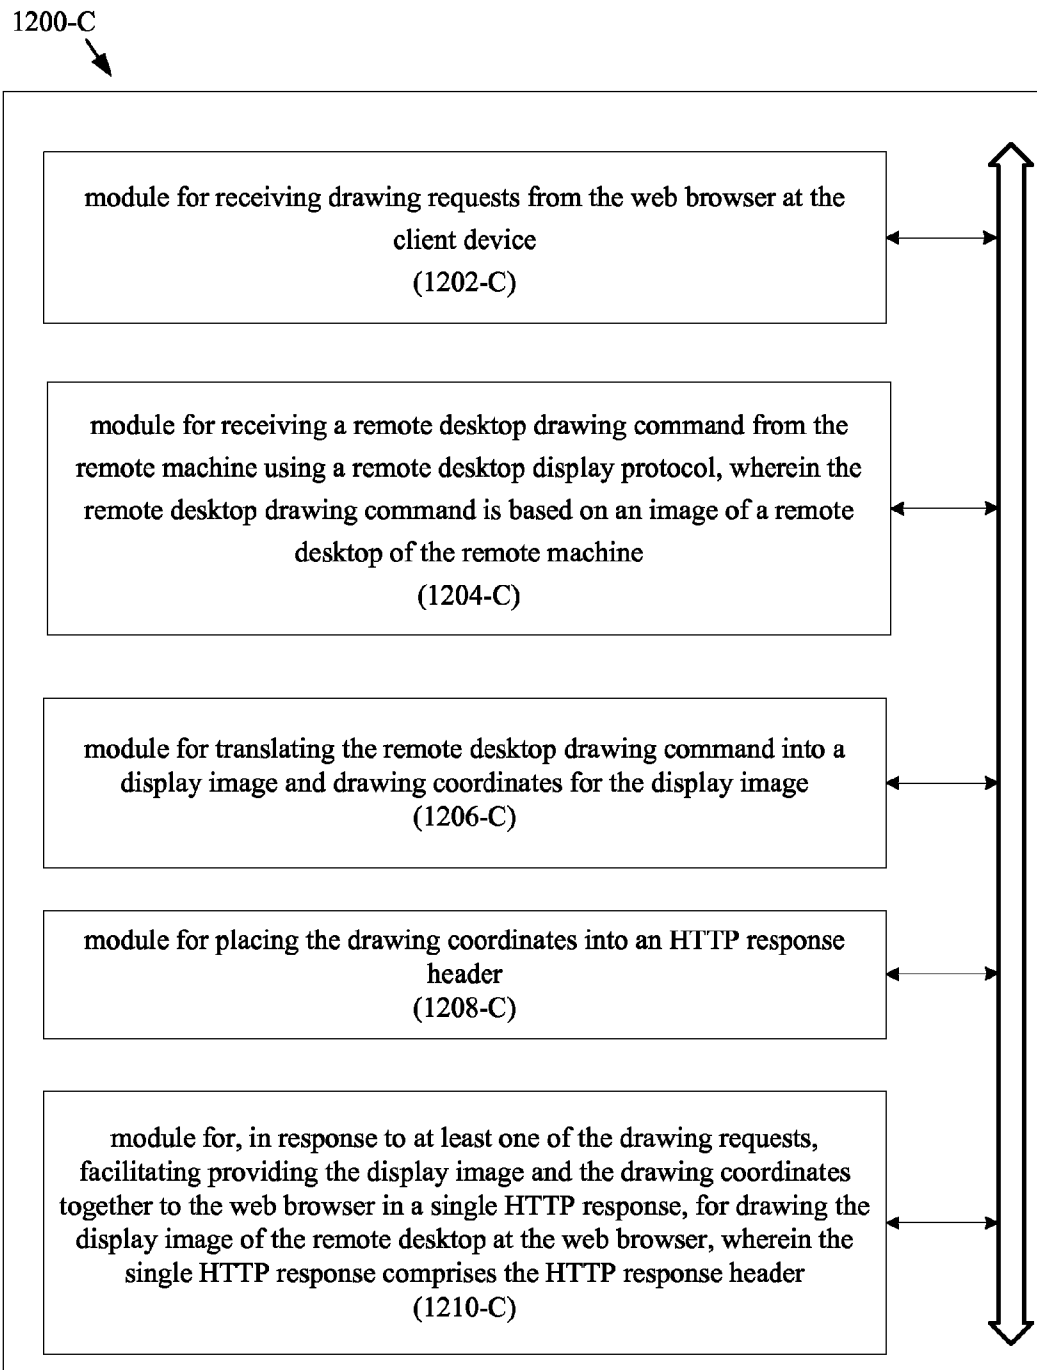 1200-C
module for receiving drawing requests from the web browser at the
client device
(1202-C)
module for receiving a remote desktop drawing command from the
remote machine using a remote desktop display protocol, wherein the
remote desktop drawing command is based on an image of a remote
desktop of the remote machine
(1204-C)
module for translating the remote desktop drawing command into a
display image and drawing coordinates for the display image
(1206-C)
module for placing the drawing coordinates into an HTTP response
header
(1208-C)
module for, in response to at least one of the drawing requests,
facilitating providing the display image and the drawing coordinates
together to the web browser in a single HTTP response, for drawing the
display image of the remote desktop at the web browser, wherein the
single HTTP response comprises the HTTP response header
(1210-C)